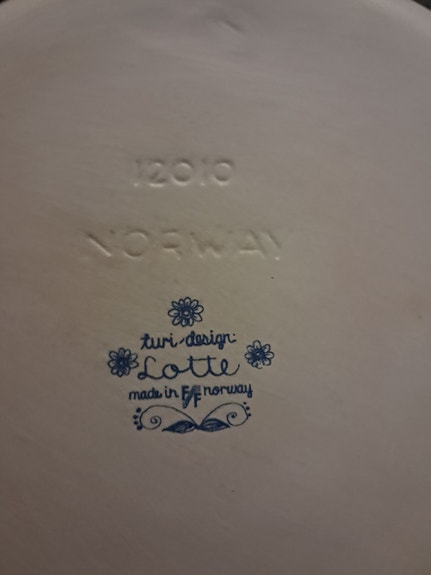 12010
NORWAY
turi-design:
Lotte
made in F/F norway